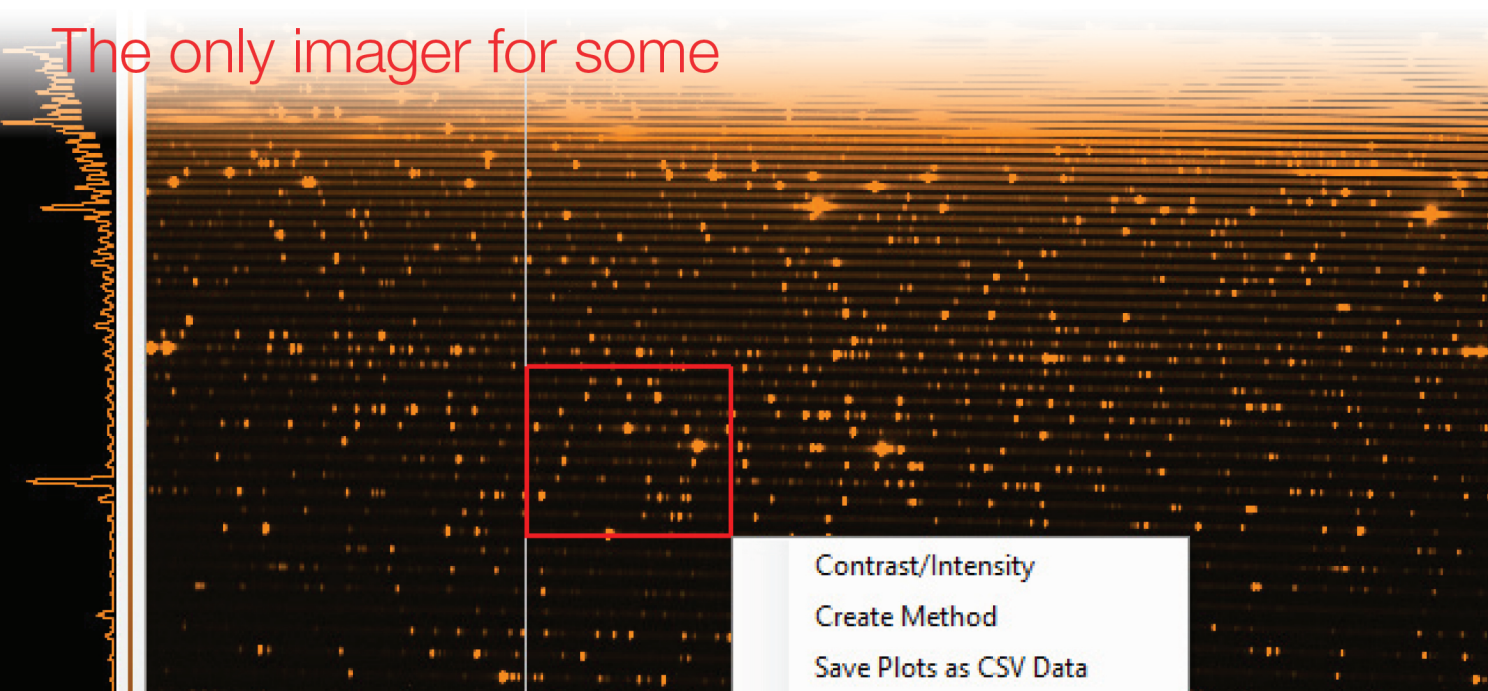 The only imager for some
Contrast/Intensity
Create Method
Save Plots as CSV Data